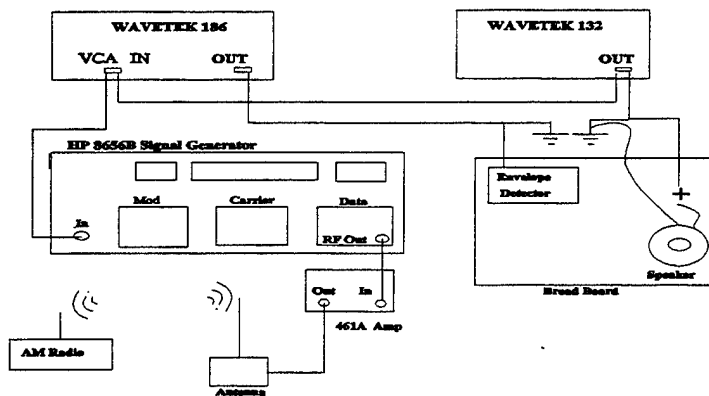 WAVETEK 186
WAVETEK 132
VCA IN
OUT
OUT
HP 8656B Signal Generator
Envelope
Detector
Mod
Carrier
Data
In
RF Out
+
Speaker
Out
In
Bread Board
461A Amp
AM Radio
Antenna